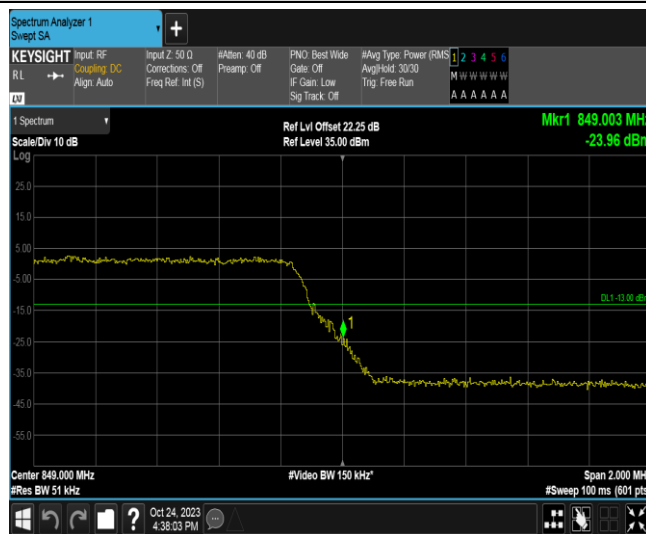 Spectrum Analyzer 1
Swept SA
+
KEYSIGHT
RL
LXI
Input: RF
Coupling: DC
Align: Auto
Input Z: 50 Ω
Corrections: Off
Freq Ref: Int (S)
#Atten: 40 dB
Preamp: Off
PNO: Best Wide
Gate: Off
IF Gain: Low
Sig Track: Off
#Avg Type: Power (RMS
Avg|Hold: 30/30
Trig: Free Run
1 2 3 4 5 6
M W W W W W
A A A A A A
1 Spectrum
Scale/Div 10 dB
Log
Ref Lvl Offset 22.25 dB
Ref Level 35.00 dBm
Mkr1 849.003 MHz
-23.96 dBm
25.0
15.0
5.00
-5.00
DL1 -13.00 dBm
-15.0
1
-25.0
-35.0
-45.0
-55.0
Center 849.000 MHz
#Res BW 51 kHz
#Video BW 150 kHz*
Span 2.000 MHz
#Sweep 100 ms (601 pts
?
Oct 24, 2023
4:38:03 PM